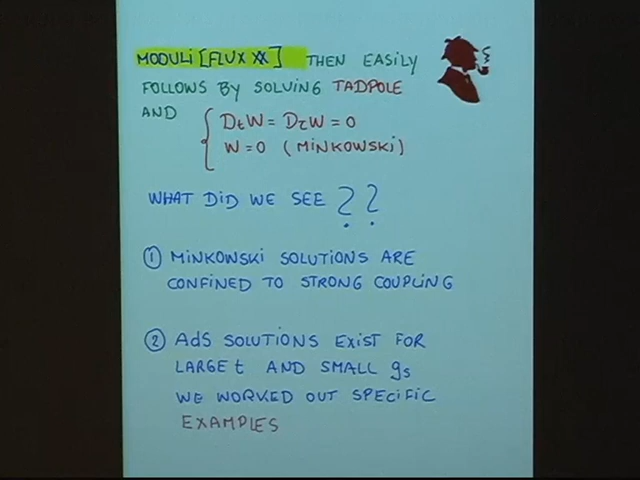 MODULI [FLUX XX] THEN EASILY
FOLLOWS BY SOLVING TADPOLE
AND { DtW = DτW = 0
W = 0 (MINKOWSKI)
WHAT DID WE SEE ??
① MINKOWSKI SOLUTIONS ARE
CONFINED TO STRONG COUPLING
② AdS SOLUTIONS EXIST FOR
LARGE t AND SMALL gs
WE WORKED OUT SPECIFIC
EXAMPLES